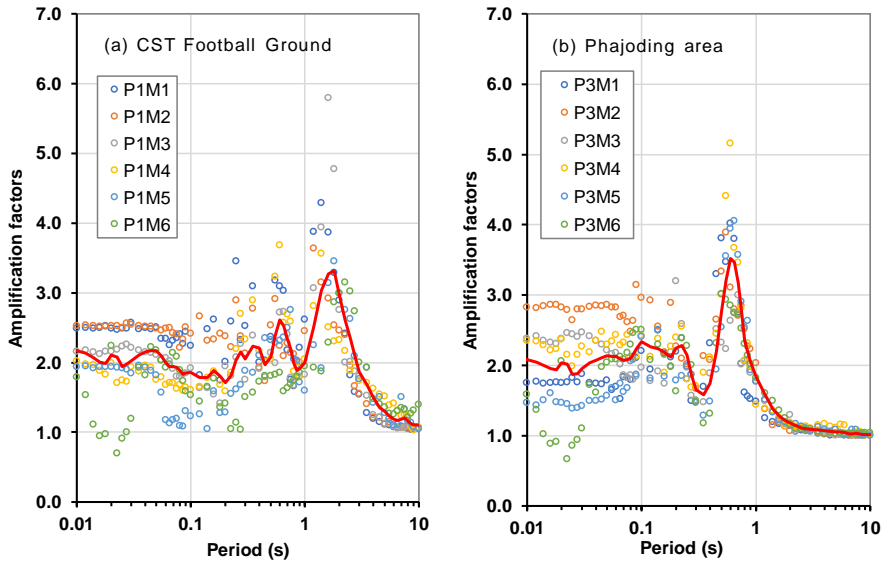 7.0
6.0
5.0
4.0
3.0
2.0
1.0
0.0
Amplification factors
(a) CST Football Ground
P1M1
P1M2
P1M3
P1M4
P1M5
P1M6
0.01
0.1
1
10
Period (s)
7.0
6.0
5.0
4.0
3.0
2.0
1.0
0.0
Amplification factors
(b) Phajoding area
P3M1
P3M2
P3M3
P3M4
P3M5
P3M6
0.01
0.1
1
10
Period (s)